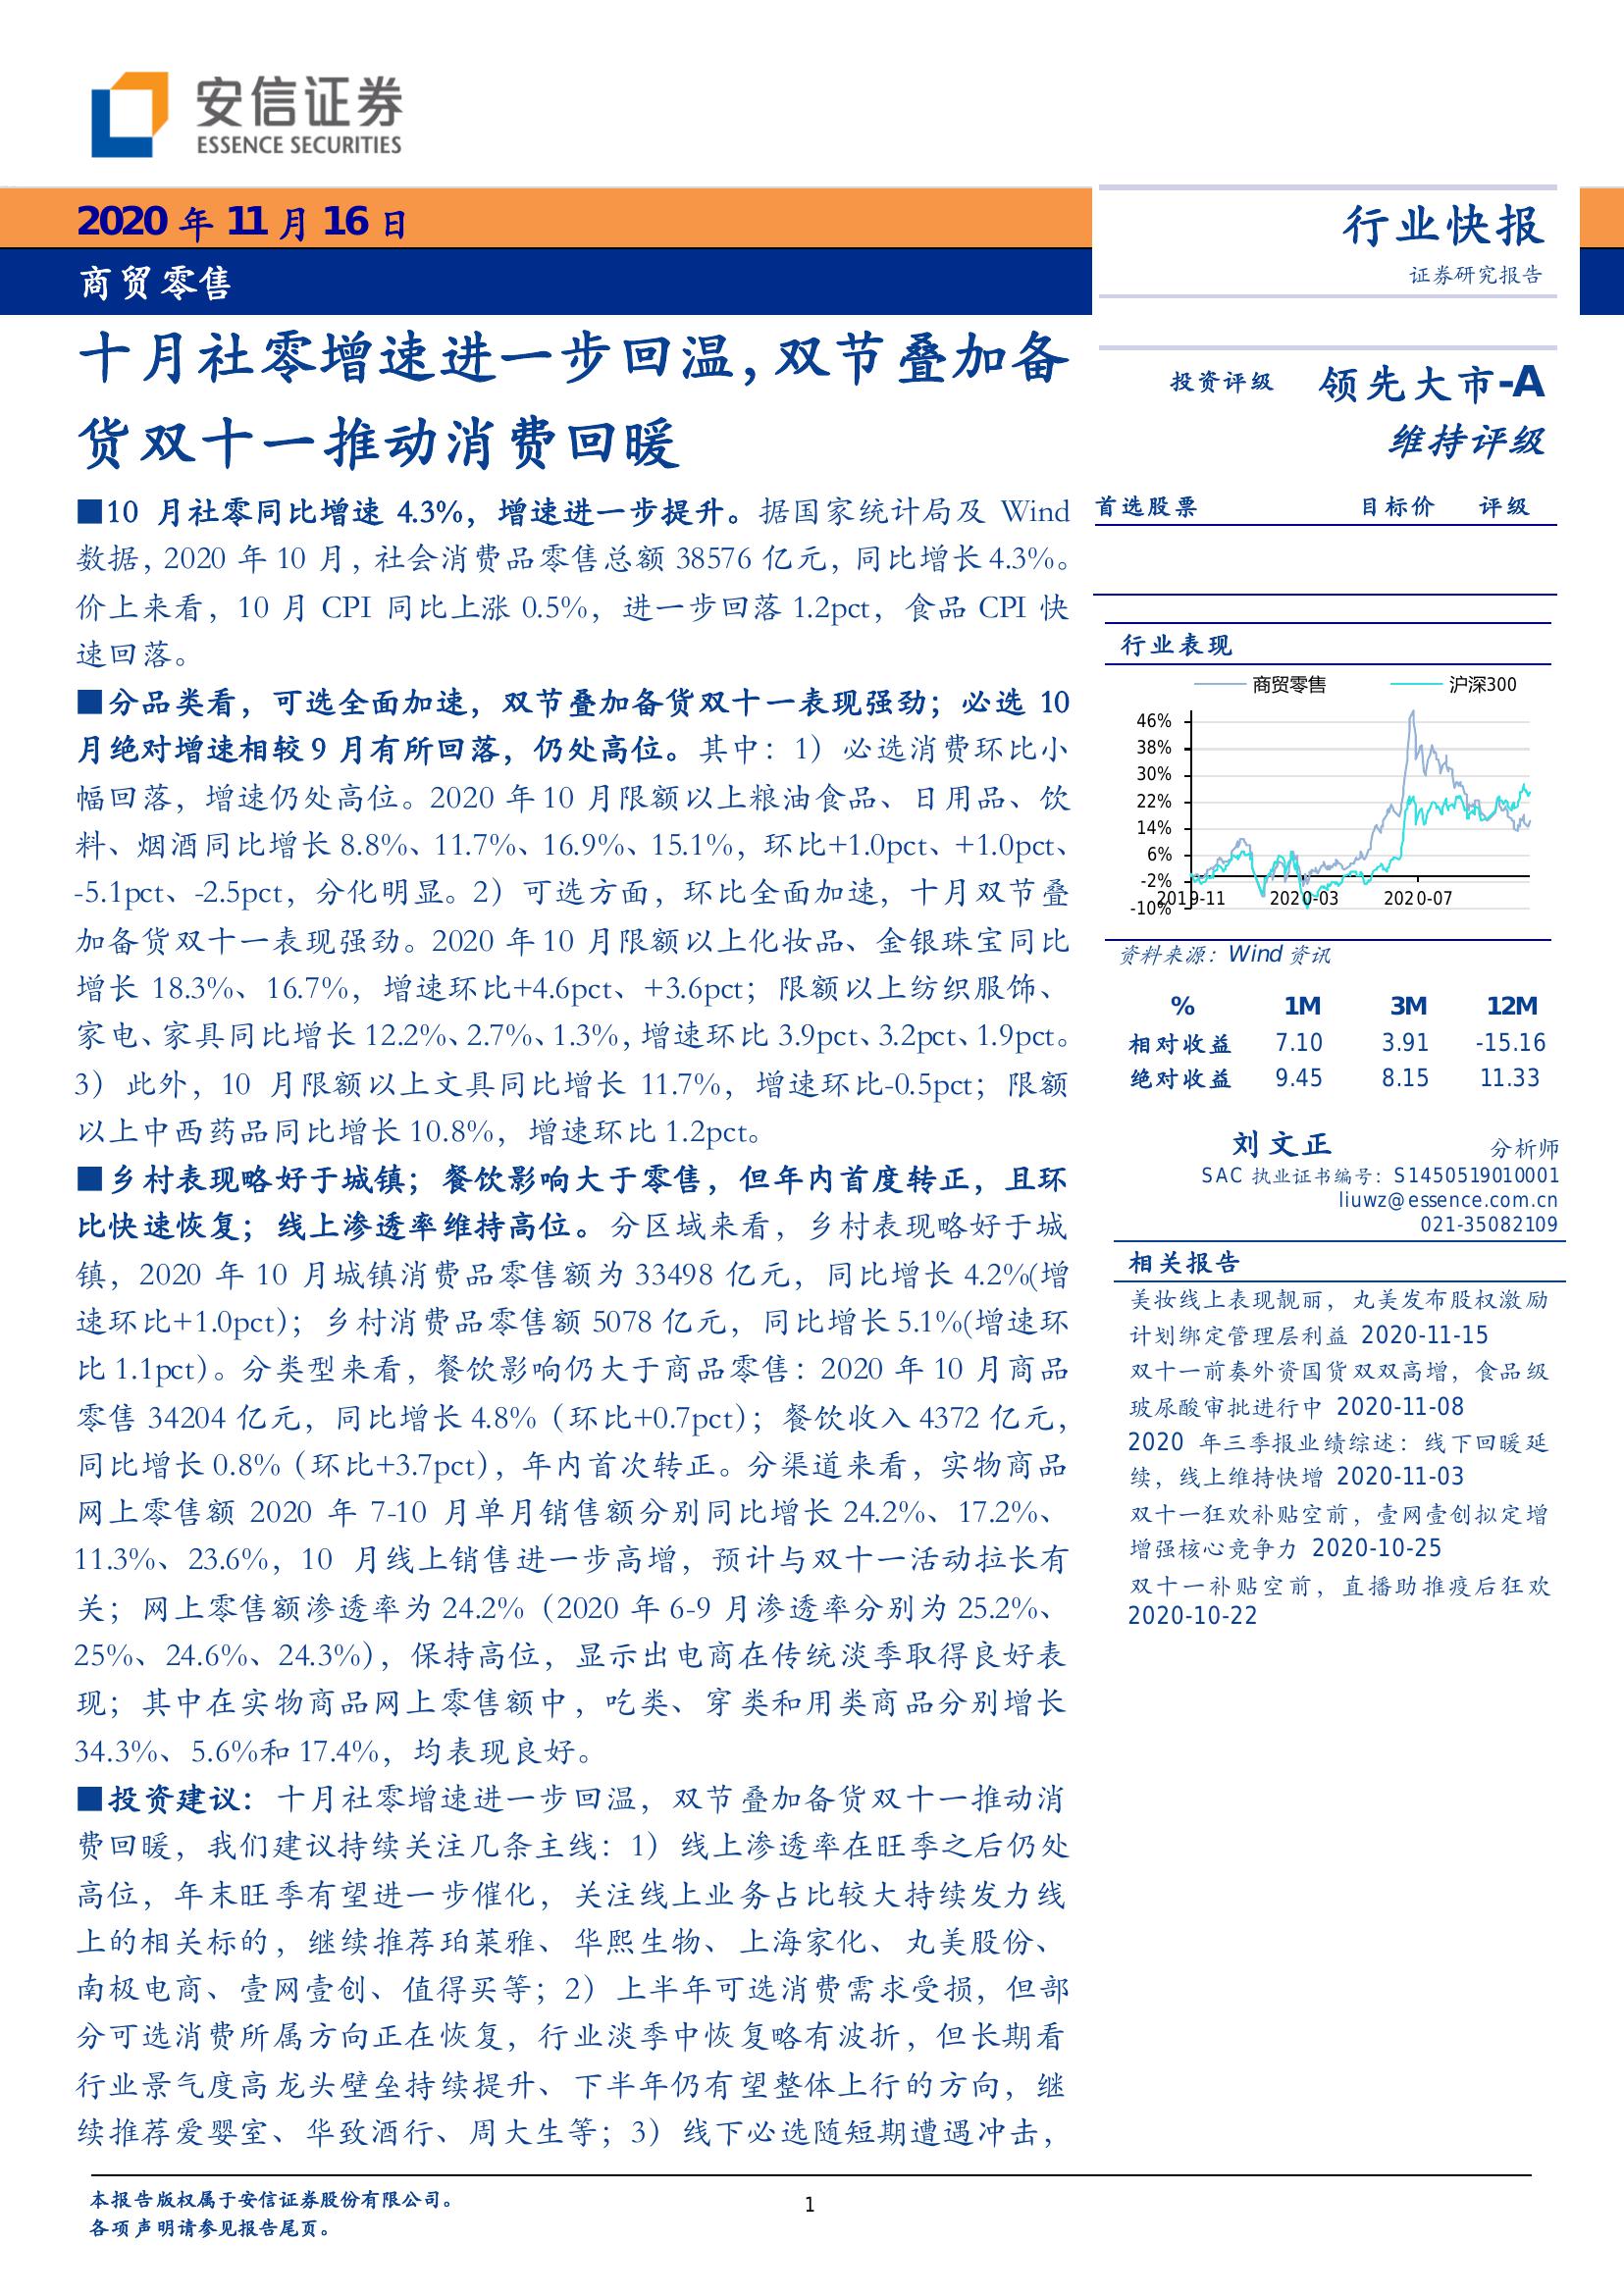 安信证券
ESSENCE SECURITIES
2020 年 11 月 16 日
商贸零售
行业快报
证券研究报告
十月社零增速进一步回温，双节叠加备
货双十一推动消费回暖
■10 月社零同比增速 4.3%，增速进一步提升。据国家统计局及 Wind
数据，2020 年 10 月，社会消费品零售总额 38576 亿元，同比增长 4.3%。
价上来看，10 月 CPI 同比上涨 0.5%，进一步回落 1.2pct，食品 CPI 快
速回落。
■分品类看，可选全面加速，双节叠加备货双十一表现强劲；必选 10
月绝对增速相较 9 月有所回落，仍处高位。其中：1）必选消费环比小
幅回落，增速仍处高位。2020 年 10 月限额以上粮油食品、日用品、饮
料、烟酒同比增长 8.8%、11.7%、16.9%、15.1%，环比+1.0pct、+1.0pct、
-5.1pct、-2.5pct，分化明显。2）可选方面，环比全面加速，十月双节叠
加备货双十一表现强劲。2020 年 10 月限额以上化妆品、金银珠宝同比
增长 18.3%、16.7%，增速环比+4.6pct、+3.6pct；限额以上纺织服饰、
家电、家具同比增长 12.2%、2.7%、1.3%，增速环比 3.9pct、3.2pct、1.9pct。
3）此外，10 月限额以上文具同比增长 11.7%，增速环比-0.5pct；限额
以上中西药品同比增长 10.8%，增速环比 1.2pct。
■乡村表现略好于城镇；餐饮影响大于零售，但年内首度转正，且环
比快速恢复；线上渗透率维持高位。分区域来看，乡村表现略好于城
镇，2020 年 10 月城镇消费品零售额为 33498 亿元，同比增长 4.2%(增
速环比+1.0pct)；乡村消费品零售额 5078 亿元，同比增长 5.1%(增速环
比 1.1pct)。分类型来看，餐饮影响仍大于商品零售：2020 年 10 月商品
零售 34204 亿元，同比增长 4.8%（环比+0.7pct）；餐饮收入 4372 亿元，
同比增长 0.8%（环比+3.7pct），年内首次转正。分渠道来看，实物商品
网上零售额 2020 年 7-10 月单月销售额分别同比增长 24.2%、17.2%、
11.3%、23.6%，10 月线上销售进一步高增，预计与双十一活动拉长有
关；网上零售额渗透率为 24.2%（2020 年 6-9 月渗透率分别为 25.2%、
25%、24.6%、24.3%），保持高位，显示出电商在传统淡季取得良好表
现；其中在实物商品网上零售额中，吃类、穿类和用类商品分别增长
34.3%、5.6%和 17.4%，均表现良好。
■投资建议：十月社零增速进一步回温，双节叠加备货双十一推动消
费回暖，我们建议持续关注几条主线：1）线上渗透率在旺季之后仍处
高位，年末旺季有望进一步催化，关注线上业务占比较大持续发力线
上的相关标的，继续推荐珀莱雅、华熙生物、上海家化、丸美股份、
南极电商、壹网壹创、值得买等；2）上半年可选消费需求受损，但部
分可选消费所属方向正在恢复，行业淡季中恢复略有波折，但长期看
行业景气度高龙头壁垒持续提升、下半年仍有望整体上行的方向，继
续推荐爱婴室、华致酒行、周大生等；3）线下必选随短期遭遇冲击，
投资评级 领先大市-A
维持评级
首选股票 目标价 评级
行业表现
商贸零售 沪深300
46%
38%
30%
22%
14%
6%
-2%
-10%
2019-11 2020-03 2020-07
资料来源：Wind 资讯
% 1M 3M 12M
相对收益 7.10 3.91 -15.16
绝对收益 9.45 8.15 11.33
刘文正 分析师
SAC 执业证书编号：S1450519010001
liuwz@essence.com.cn
021-35082109
相关报告
美妆线上表现靓丽，丸美发布股权激励
计划绑定管理层利益 2020-11-15
双十一前奏外资国货双双高增，食品级
玻尿酸审批进行中 2020-11-08
2020 年三季报业绩综述：线下回暖延
续，线上维持快增 2020-11-03
双十一狂欢补贴空前，壹网壹创拟定增
增强核心竞争力 2020-10-25
双十一补贴空前，直播助推疫后狂欢
2020-10-22
本报告版权属于安信证券股份有限公司。
各项声明请参见报告尾页。
1